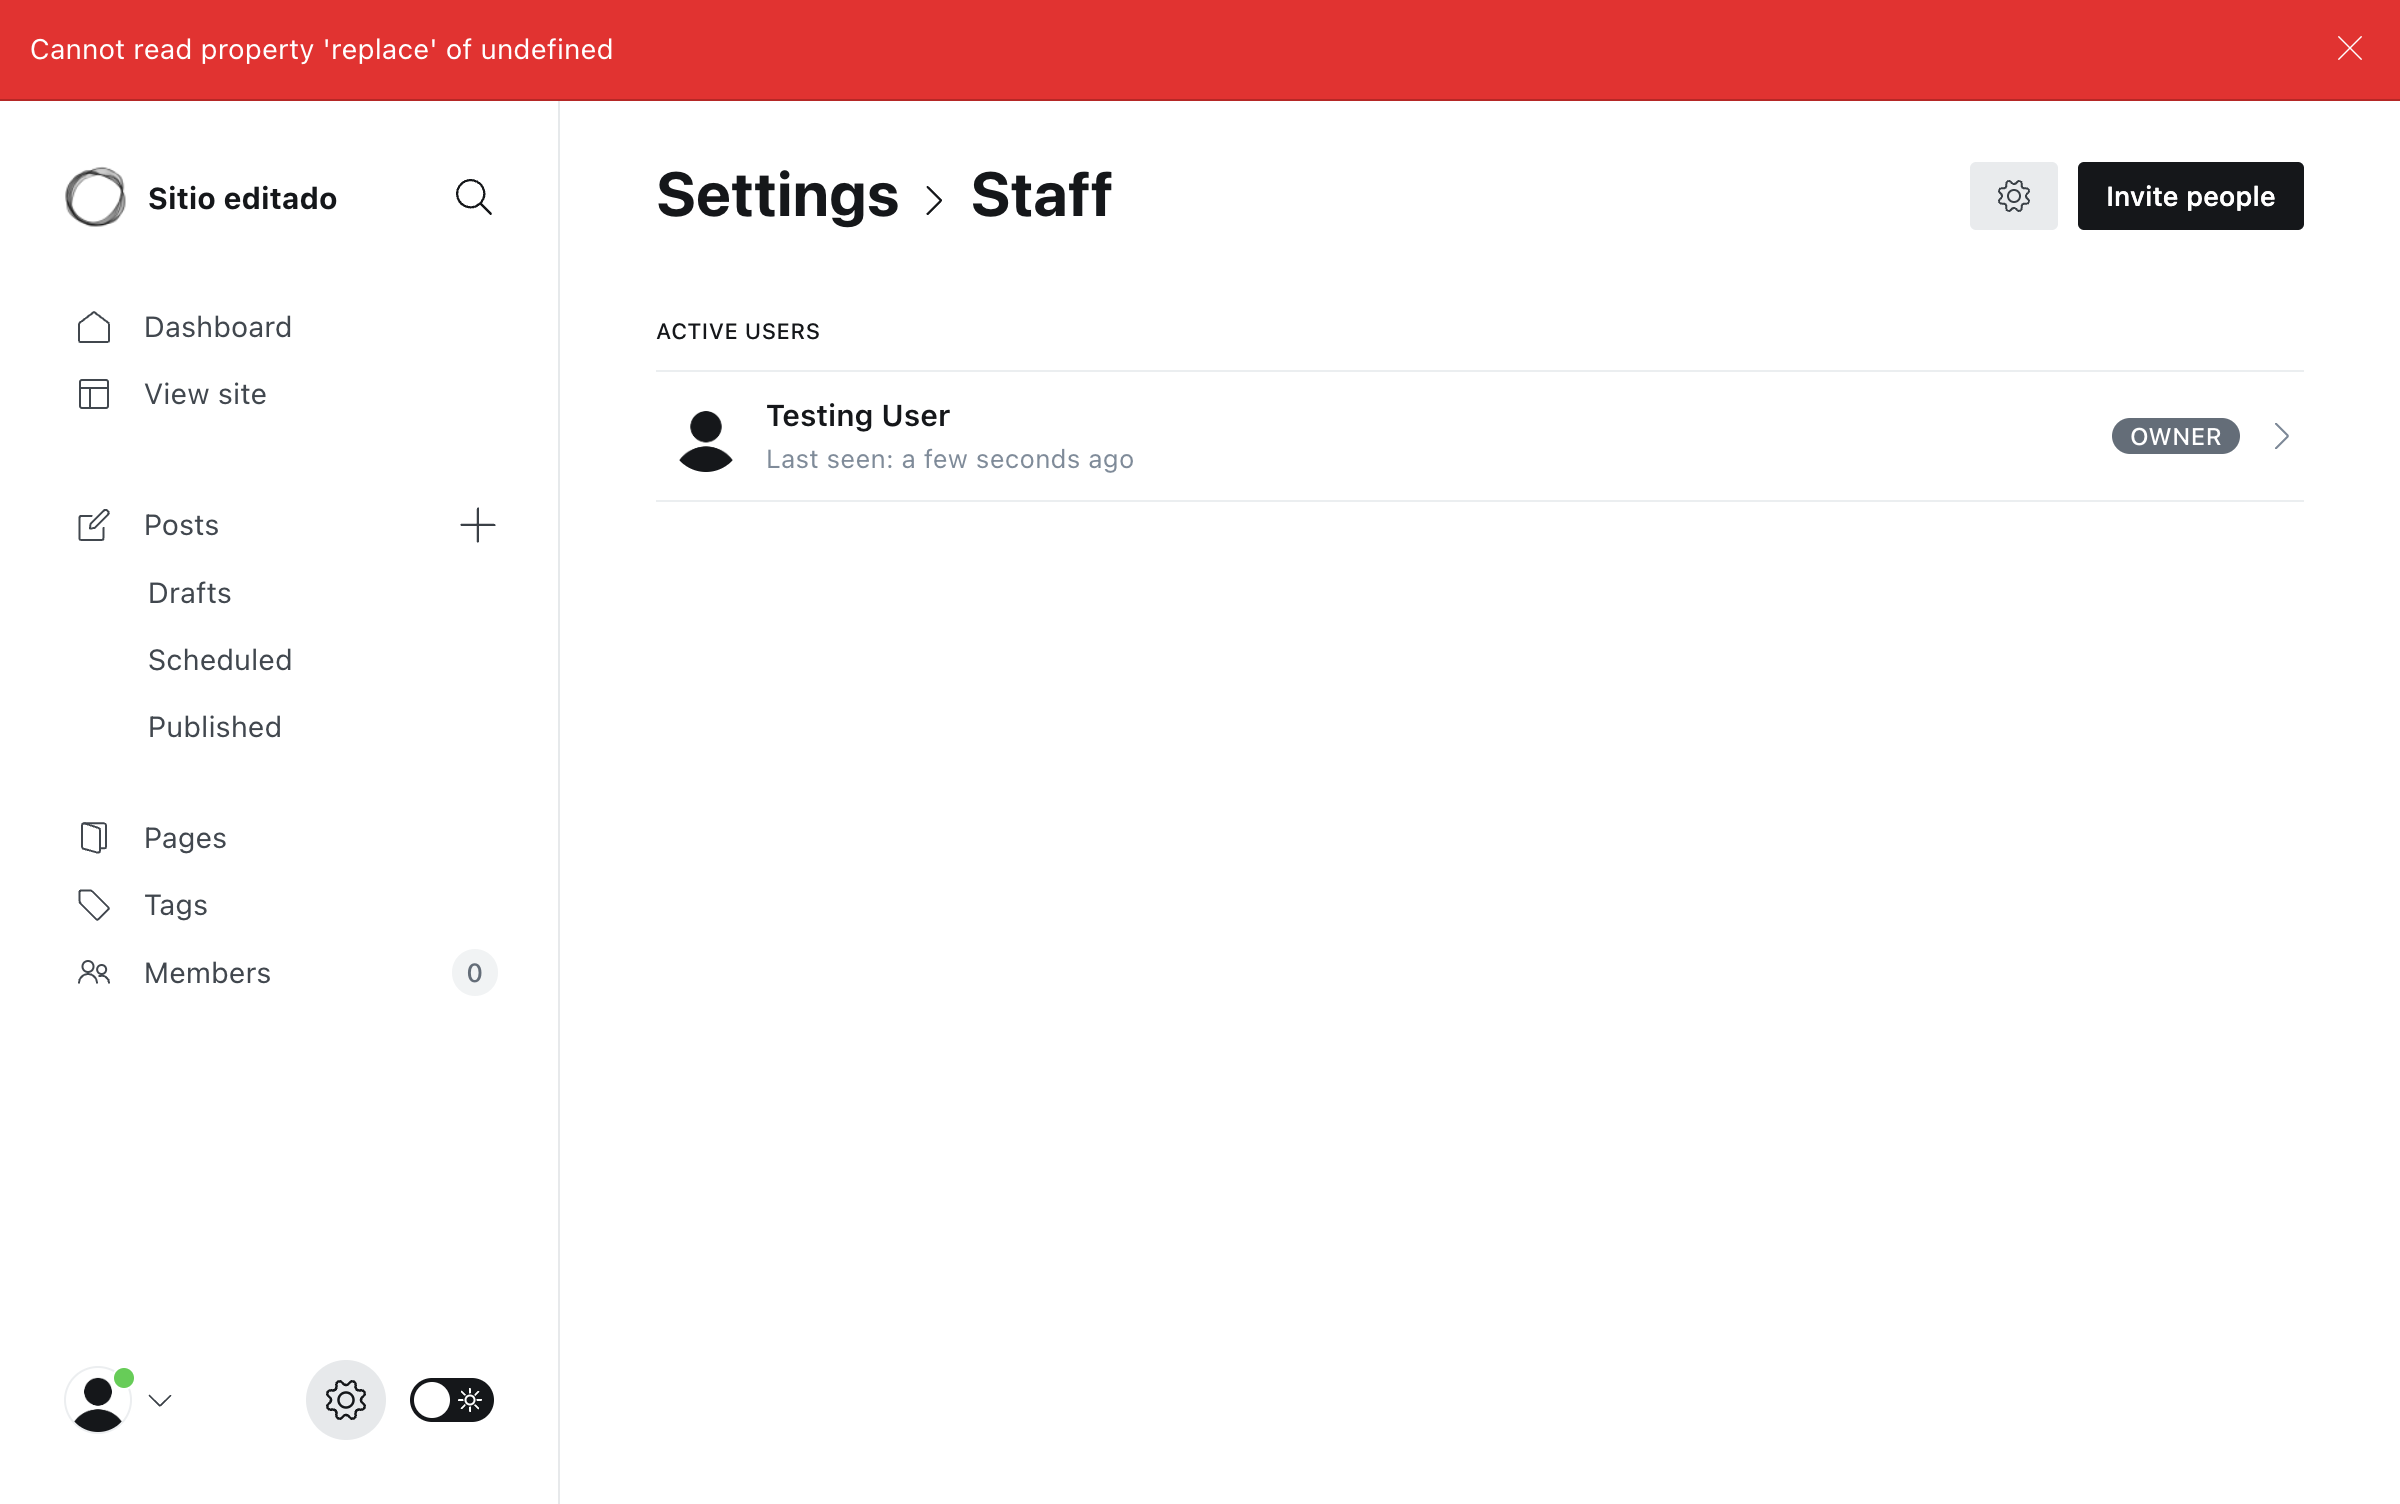 Cannot read property 'replace' of undefined
Sitio editado
Settings > Staff
Invite people
Dashboard
View site
Posts
Drafts
Scheduled
Published
Pages
Tags
Members
0
ACTIVE USERS
Testing User
Last seen: a few seconds ago
OWNER